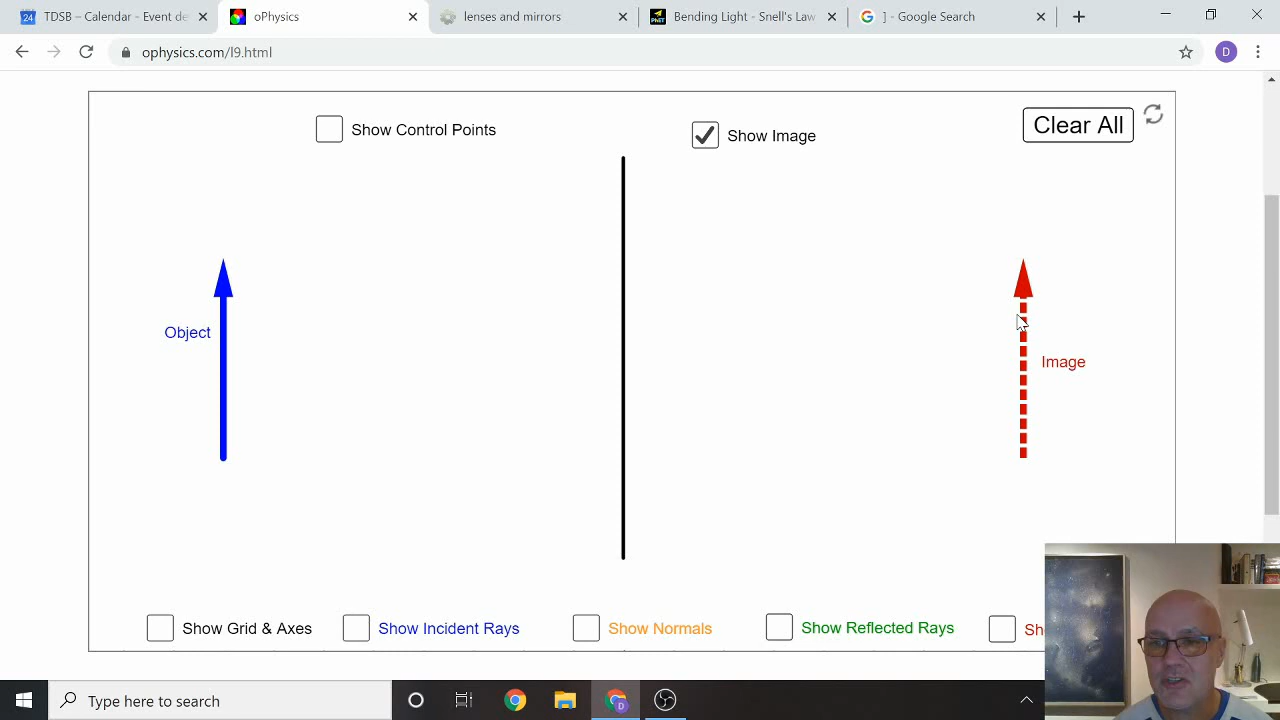 TDSB – Calendar - Event de
oPhysics
lenses and mirrors
Bending Light - Snell's Law
] - Google Search
ophysics.com/l9.html
D
Show Control Points
Show Image
Clear All
Object
Image
Show Grid & Axes
Show Incident Rays
Show Normals
Show Reflected Rays
Type here to search